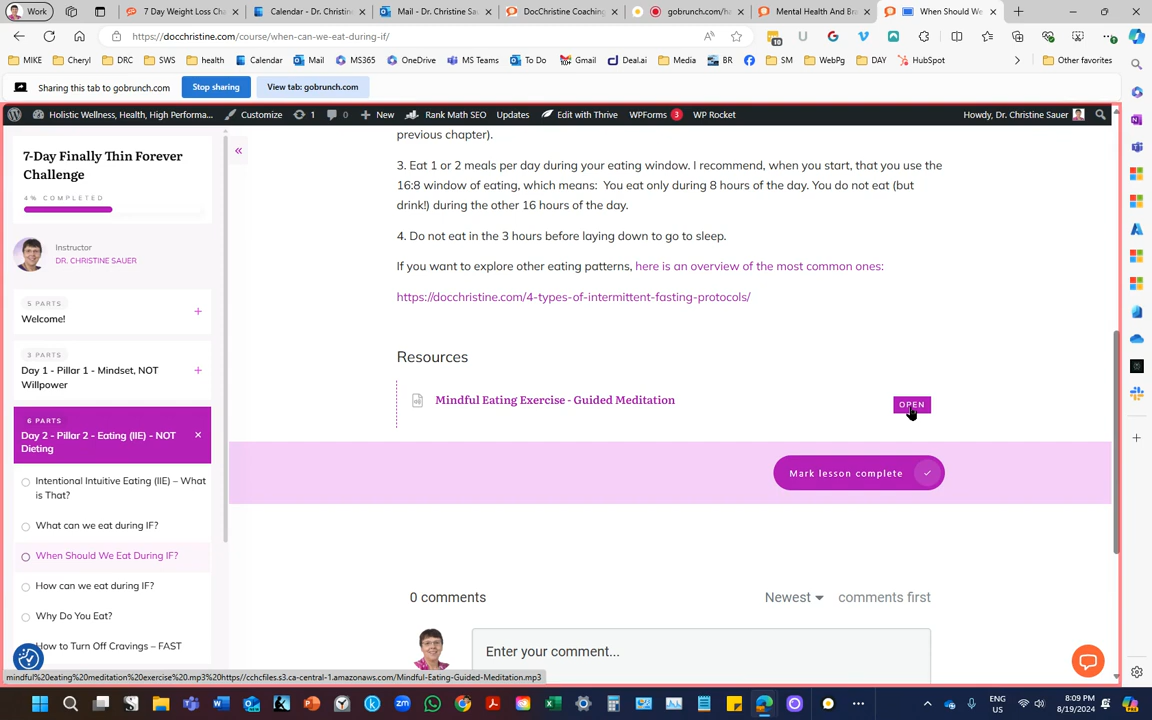 Work
7 Day Weight Loss Cha
Calendar - Dr. Christine
Mail - Dr. Christine Sau
DocChristine Coaching
gobrunch.com/ha
Mental Health And Bra
When Should We
https://docchristine.com/course/when-can-we-eat-during-if/
10
MIKE
Cheryl
DRC
SWS
health
Calendar
Mail
MS365
OneDrive
MS Teams
To Do
Gmail
Deal.ai
Media
BR
SM
WebPg
DAY
HubSpot
Other favorites
Sharing this tab to gobrunch.com
Stop sharing
View tab: gobrunch.com
Holistic Wellness, Health, High Performa...
Customize
1
0
New
Rank Math SEO
Updates
Edit with Thrive
WPForms 3
WP Rocket
Howdy, Dr. Christine Sauer
7-Day Finally Thin Forever
Challenge
4% COMPLETED
Instructor
DR. CHRISTINE SAUER
5 PARTS
Welcome!
3 PARTS
Day 1 - Pillar 1 - Mindset, NOT
Willpower
6 PARTS
Day 2 - Pillar 2 - Eating (IIE) - NOT
Dieting
Intentional Intuitive Eating (IIE) – What
is That?
What can we eat during IF?
When Should We Eat During IF?
How can we eat during IF?
Why Do You Eat?
How to Turn Off Cravings – FAST
previous chapter).
3. Eat 1 or 2 meals per day during your eating window. I recommend, when you start, that you use the
16:8 window of eating, which means:  You eat only during 8 hours of the day. You do not eat (but
drink!) during the other 16 hours of the day.
4. Do not eat in the 3 hours before laying down to go to sleep.
If you want to explore other eating patterns, here is an overview of the most common ones:
https://docchristine.com/4-types-of-intermittent-fasting-protocols/
Resources
Mindful Eating Exercise - Guided Meditation
OPEN
Mark lesson complete
0 comments
Newest
comments first
Enter your comment...
mindful%20eating%20meditation%20exercise%20.mp3%20https://cchcfiles.s3.ca-central-1.amazonaws.com/Mindful-Eating-Guided-Meditation.mp3
ENG
US
8:09 PM
8/19/2024